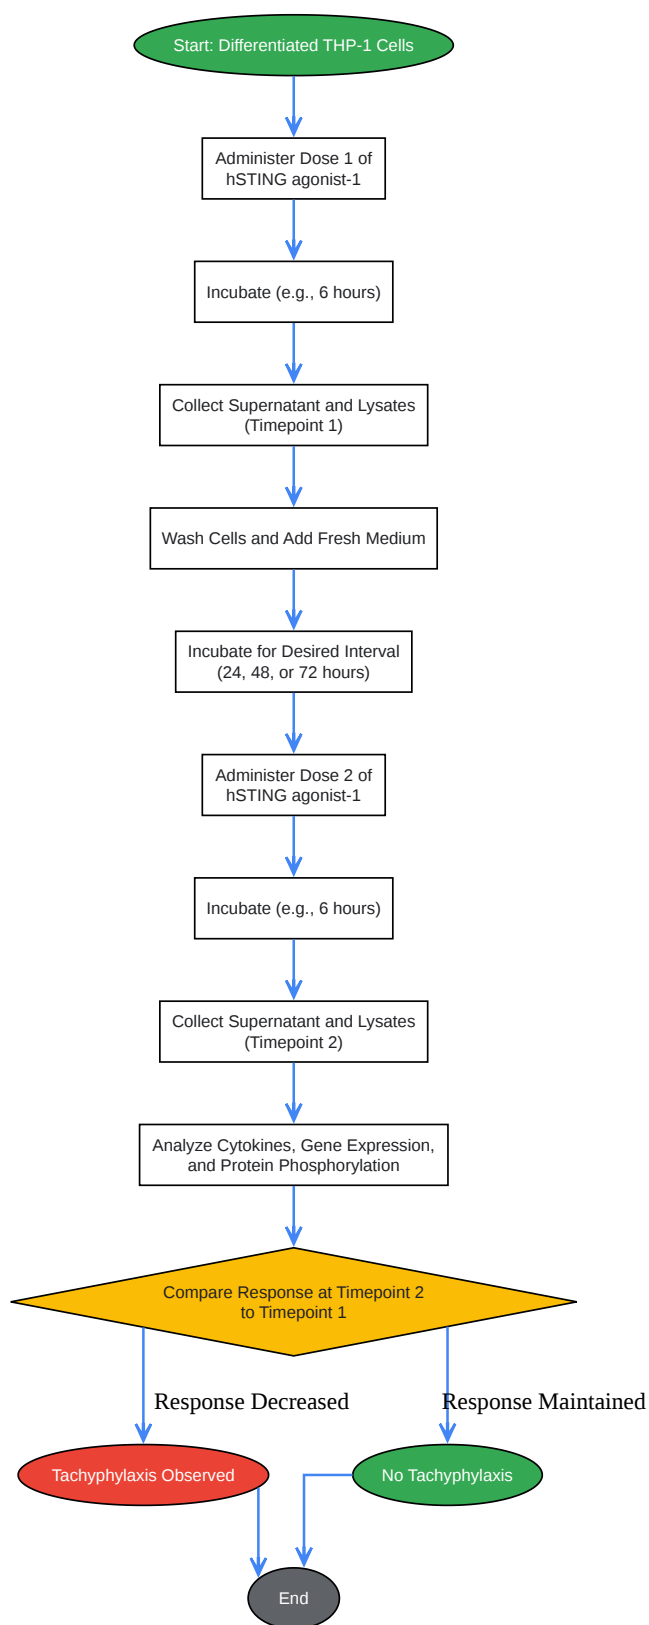 Start: Differentiated THP-1 Cells
Administer Dose 1 of
hSTING agonist-1
Incubate (e.g., 6 hours)
Collect Supernatant and Lysates
(Timepoint 1)
Wash Cells and Add Fresh Medium
Incubate for Desired Interval
(24, 48, or 72 hours)
Administer Dose 2 of
hSTING agonist-1
Incubate (e.g., 6 hours)
Collect Supernatant and Lysates
(Timepoint 2)
Analyze Cytokines, Gene Expression,
and Protein Phosphorylation
Compare Response at Timepoint 2
to Timepoint 1
Response Decreased
Response Maintained
Tachyphylaxis Observed
No Tachyphylaxis
End